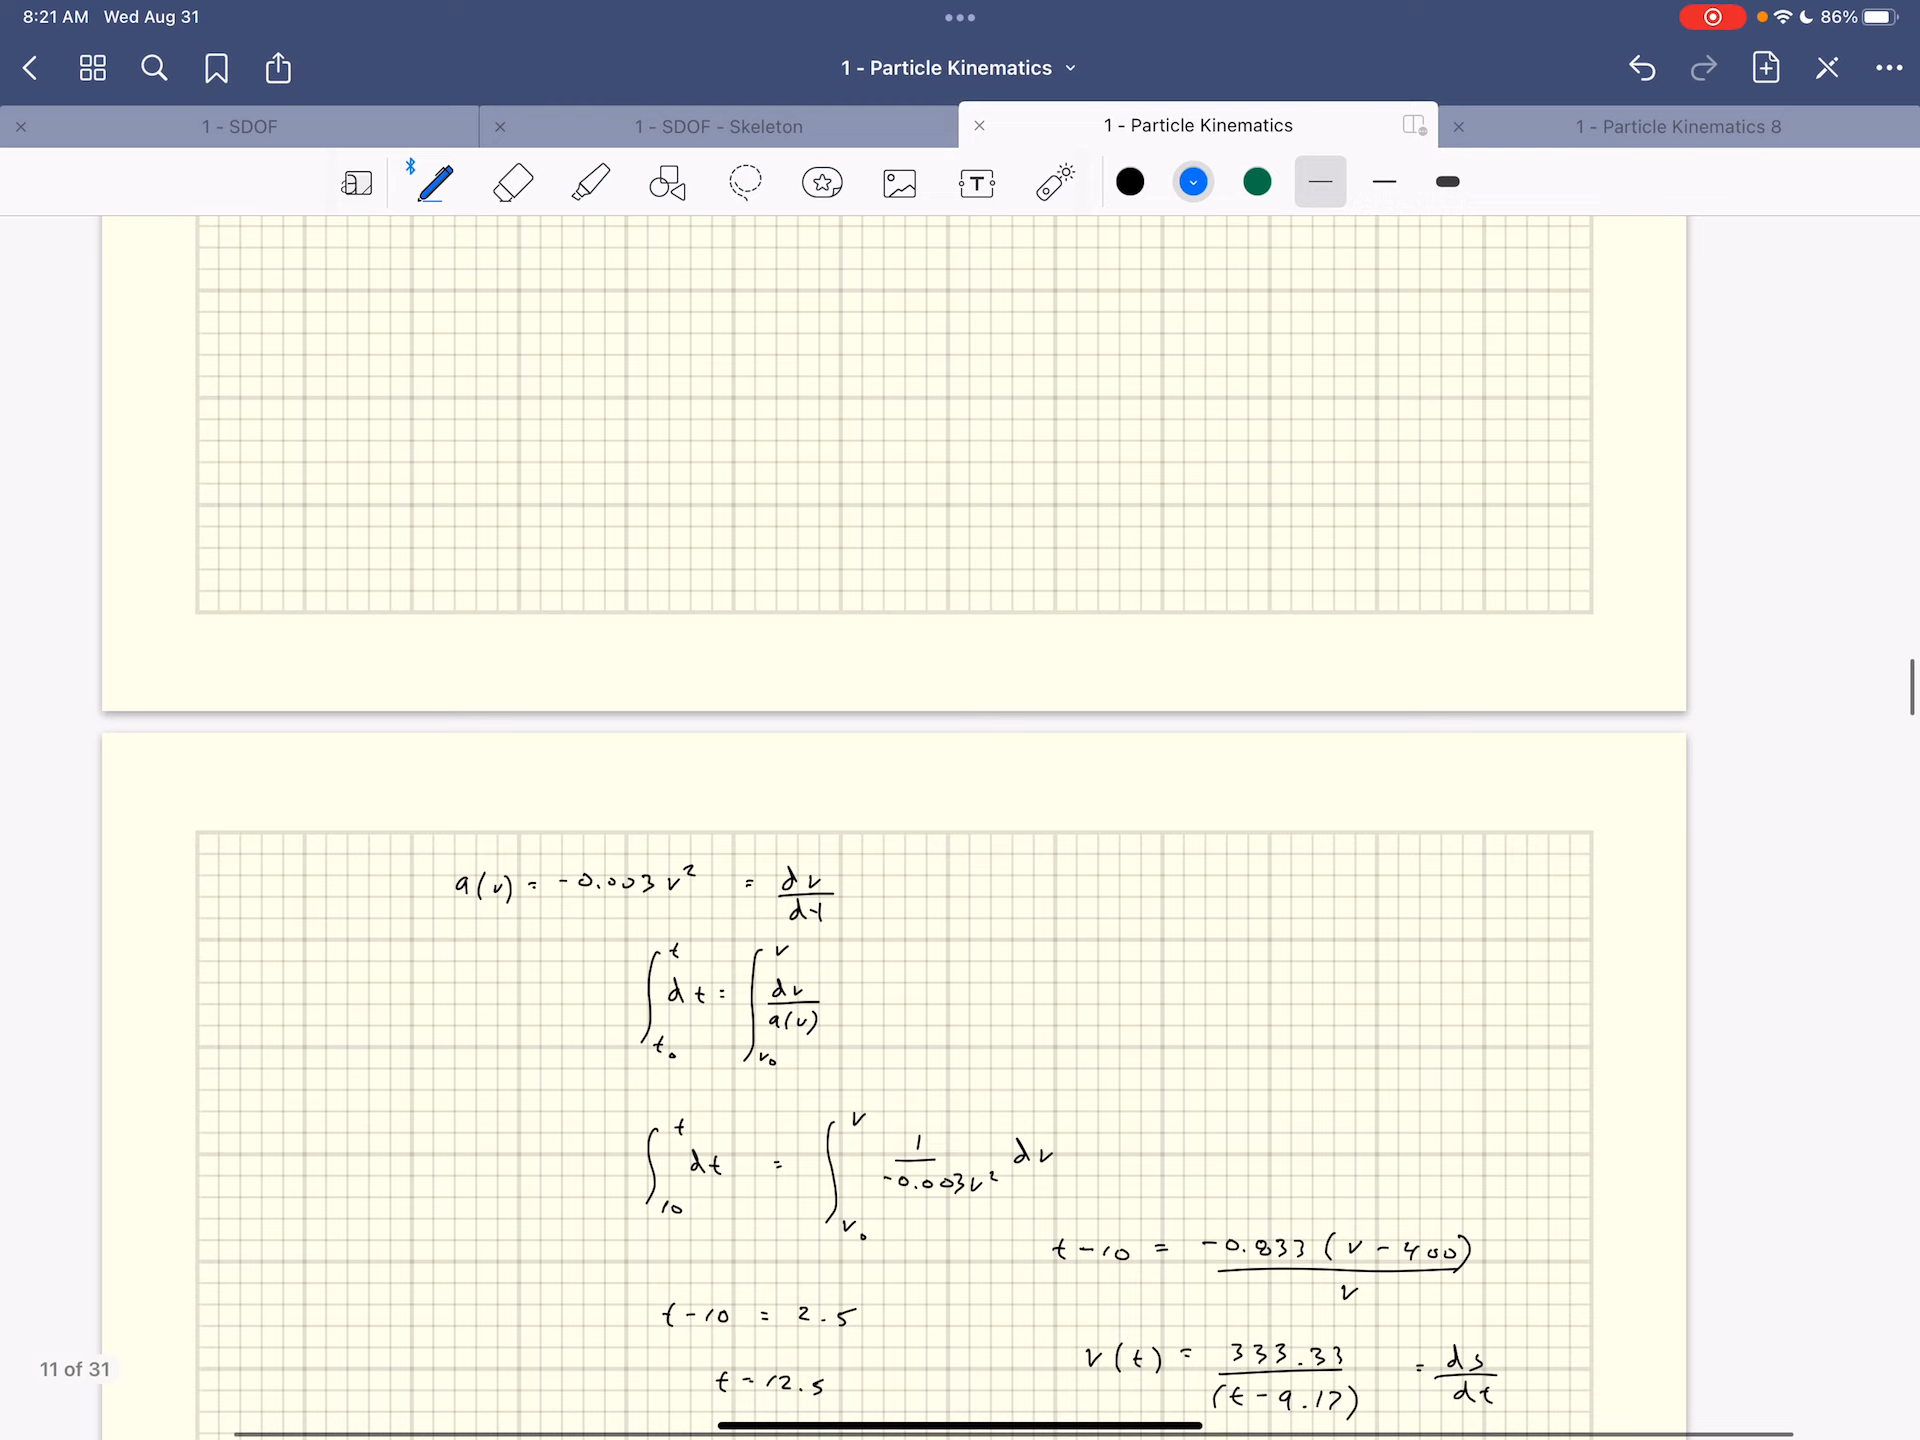 8:21 AM Wed Aug 31
86%
1 - Particle Kinematics
1 - SDOF
1 - SDOF - Skeleton
1 - Particle Kinematics
1 - Particle Kinematics 8
T
a(v) = -0.003 v² = dv/dt
∫_{t₀}^{t} dt = ∫_{v₀}^{v} dv/a(v)
∫_{10}^{t} dt = ∫_{v₀}^{v} 1/(-0.003v²) dv
t - 10 = -0.833 (v - 400)/v
t - 10 = 2.5
v(t) = 333.33/(t - 9.17) = ds/dt
t = 12.5
11 of 31